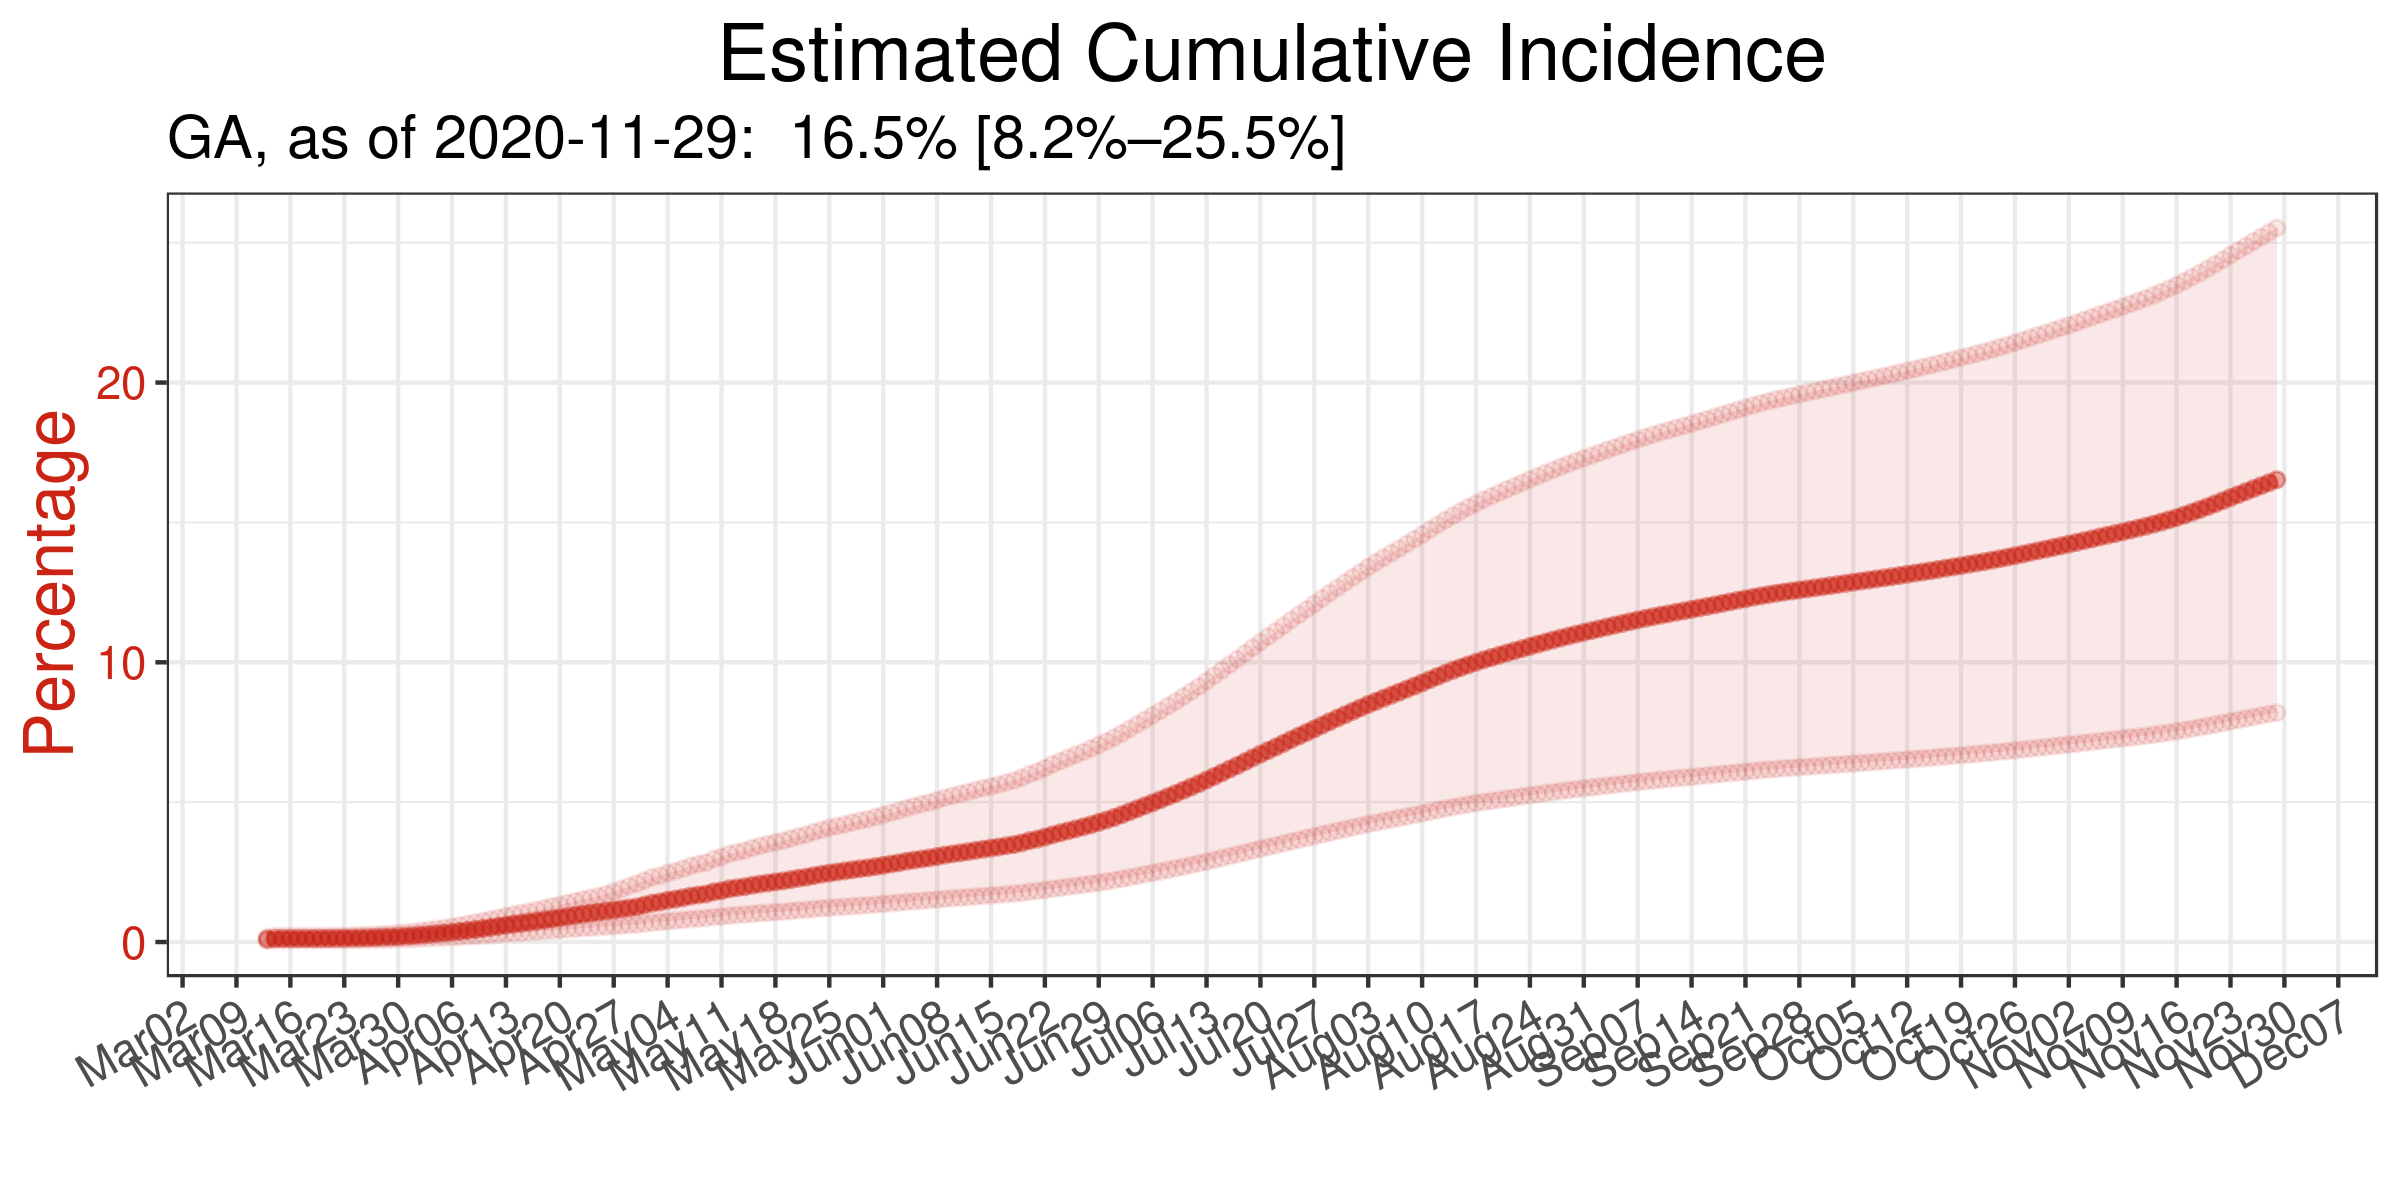 Estimated Cumulative Incidence
GA, as of 2020-11-29:  16.5% [8.2%–25.5%]
Percentage
20
10
0
Mar02
Mar09
Mar16
Mar23
Mar30
Apr06
Apr13
Apr20
Apr27
May04
May11
May18
May25
Jun01
Jun08
Jun15
Jun22
Jun29
Jul06
Jul13
Jul20
Jul27
Aug03
Aug10
Aug17
Aug24
Aug31
Sep07
Sep14
Sep21
Sep28
Oct05
Oct12
Oct19
Oct26
Nov02
Nov09
Nov16
Nov23
Nov30
Dec07